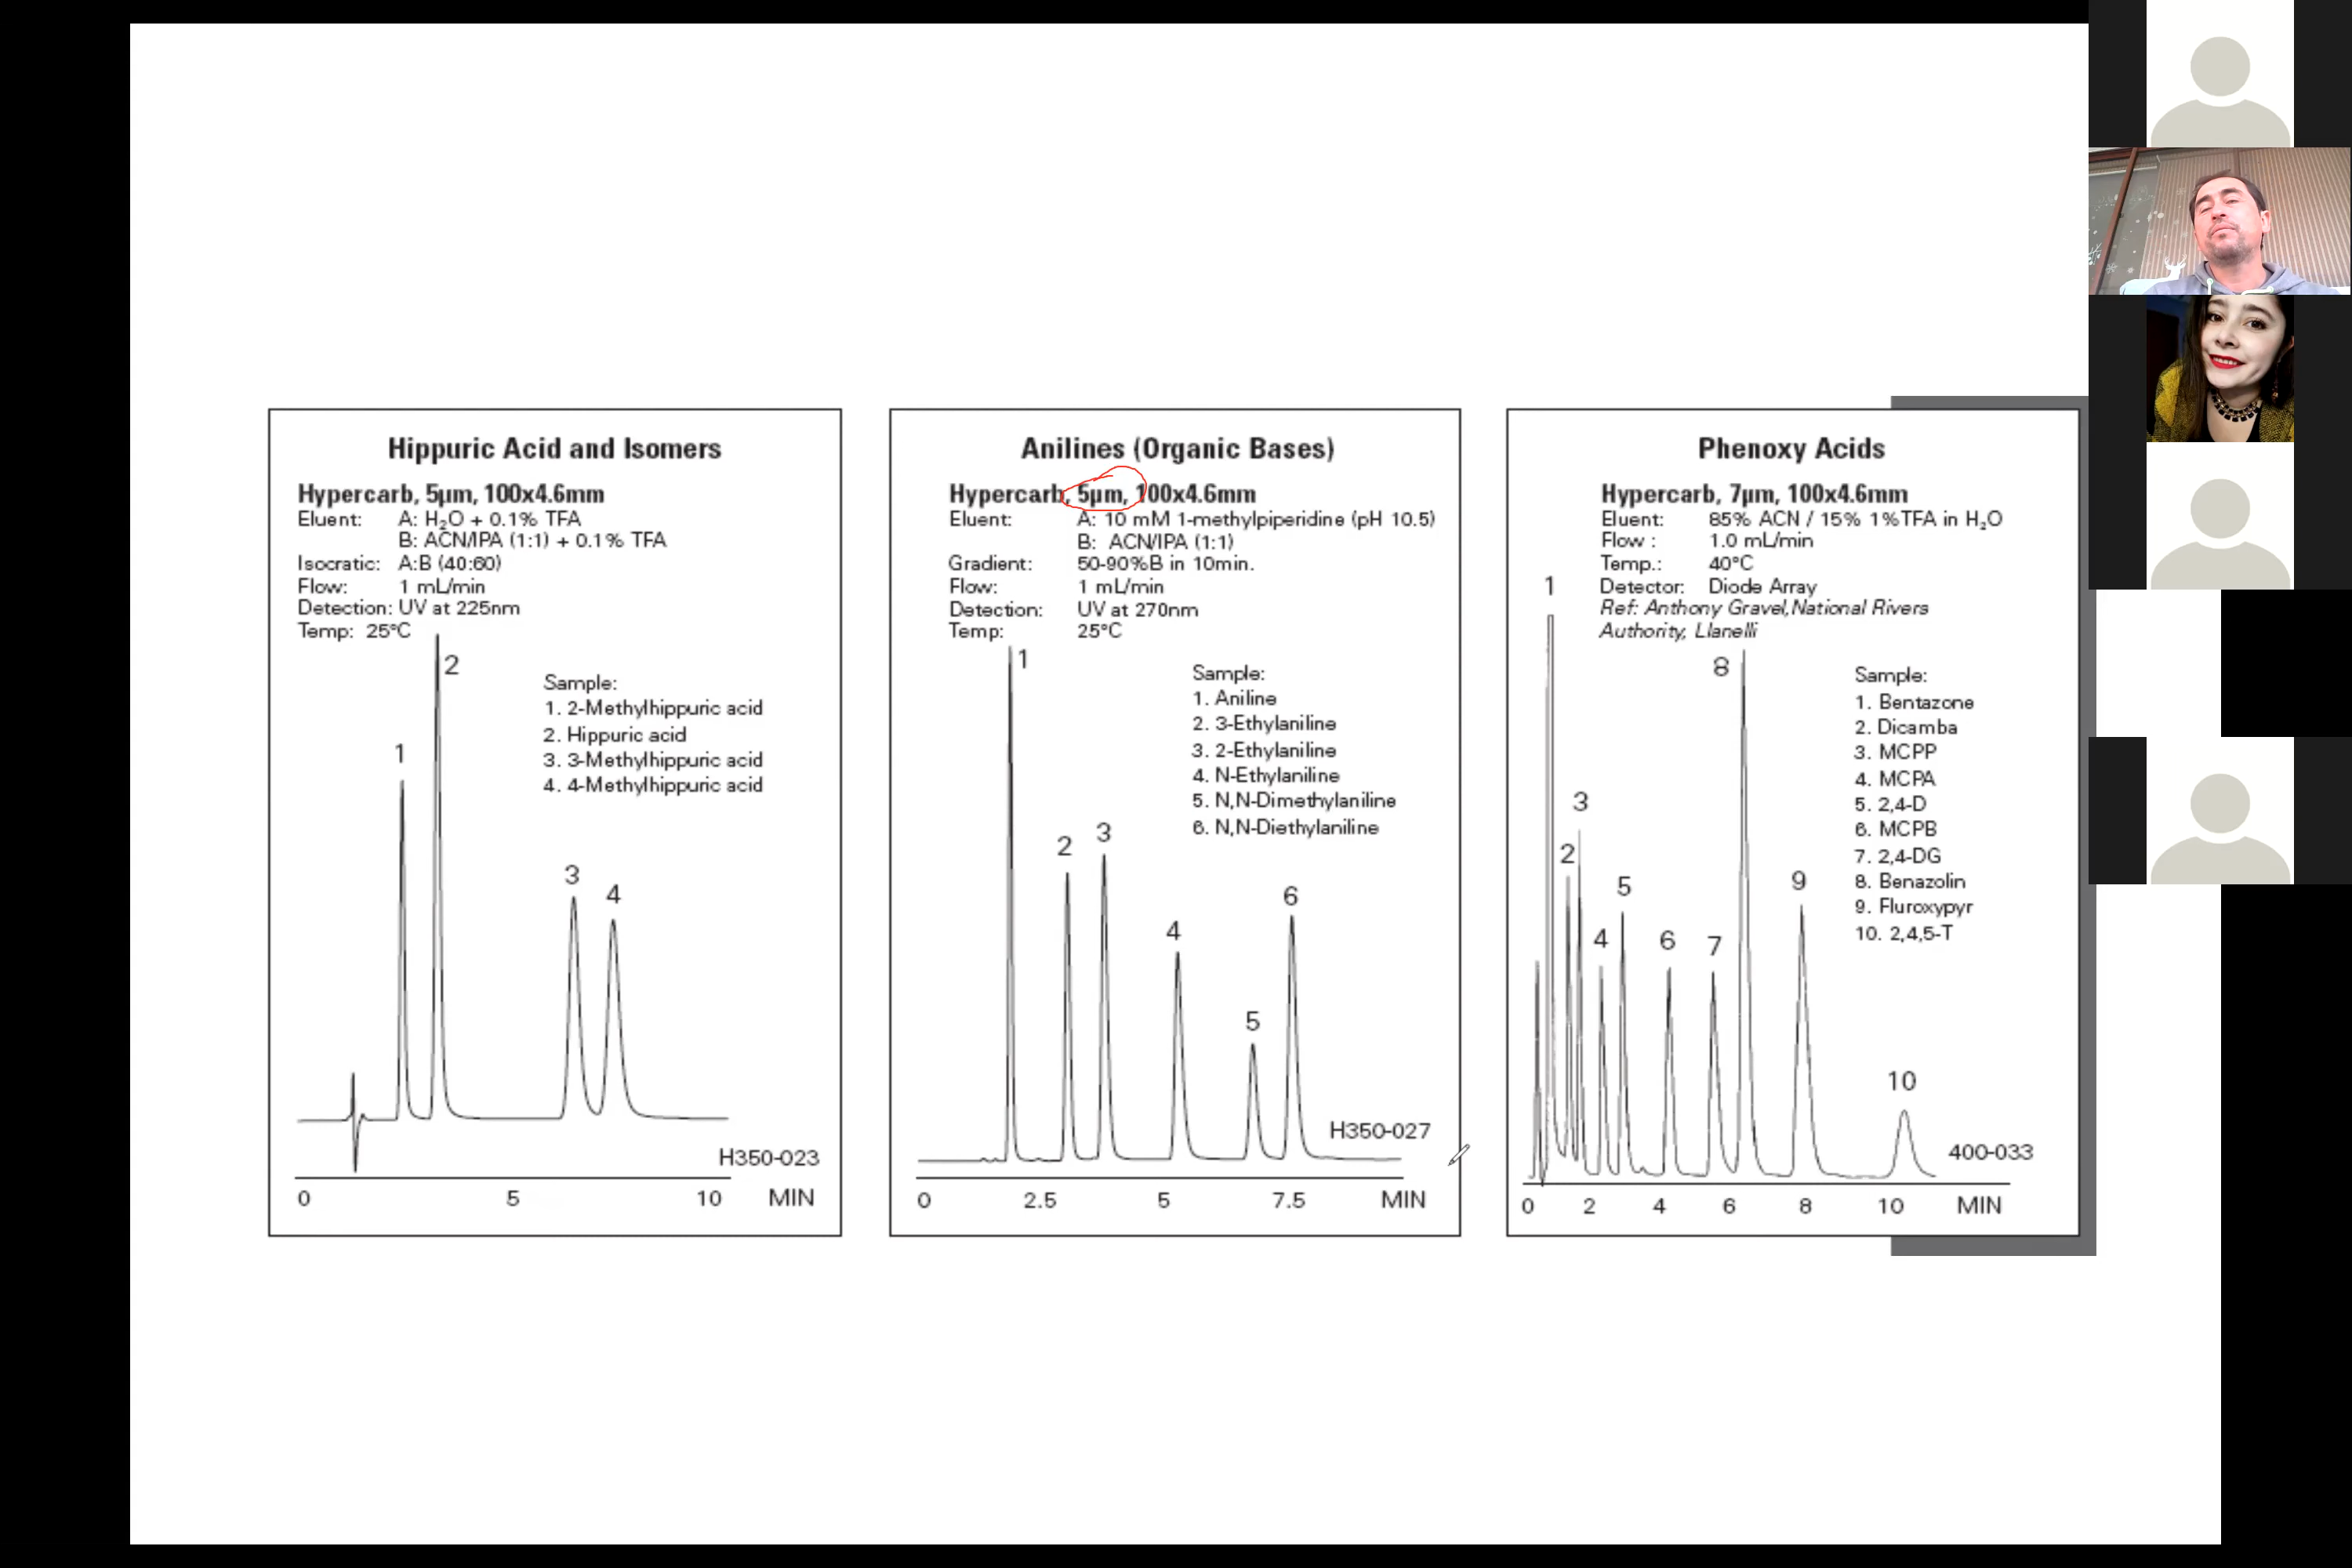 Hippuric Acid and Isomers
Hypercarb, 5µm, 100x4.6mm
Eluent: A: H₂O + 0.1% TFA
B: ACN/IPA (1:1) + 0.1% TFA
Isocratic: A:B (40:60)
Flow: 1 mL/min
Detection: UV at 225nm
Temp: 25°C
2
Sample:
1. 2-Methylhippuric acid
2. Hippuric acid
3. 3-Methylhippuric acid
4. 4-Methylhippuric acid
1
3
4
H350-023
0 5 10 MIN
Anilines (Organic Bases)
Hypercarb, 5µm, 100x4.6mm
Eluent: A: 10 mM 1-methylpiperidine (pH 10.5)
B: ACN/IPA (1:1)
Gradient: 50-90%B in 10min.
Flow: 1 mL/min
Detection: UV at 270nm
Temp: 25°C
1
Sample:
1. Aniline
2. 3-Ethylaniline
3. 2-Ethylaniline
4. N-Ethylaniline
5. N,N-Dimethylaniline
6. N,N-Diethylaniline
2 3
6
4
5
H350-027
0 2.5 5 7.5 MIN
Phenoxy Acids
Hypercarb, 7µm, 100x4.6mm
Eluent: 85% ACN / 15% 1%TFA in H₂O
Flow : 1.0 mL/min
Temp.: 40°C
Detector: Diode Array
Ref: Anthony Gravel,National Rivers
Authority, Llanelli
1
8
Sample:
1. Bentazone
2. Dicamba
3. MCPP
4. MCPA
5. 2,4-D
6. MCPB
7. 2,4-DG
8. Benazolin
9. Fluroxypyr
10. 2,4,5-T
3
2
5
9
4 6 7
10
400-033
0 2 4 6 8 10 MIN